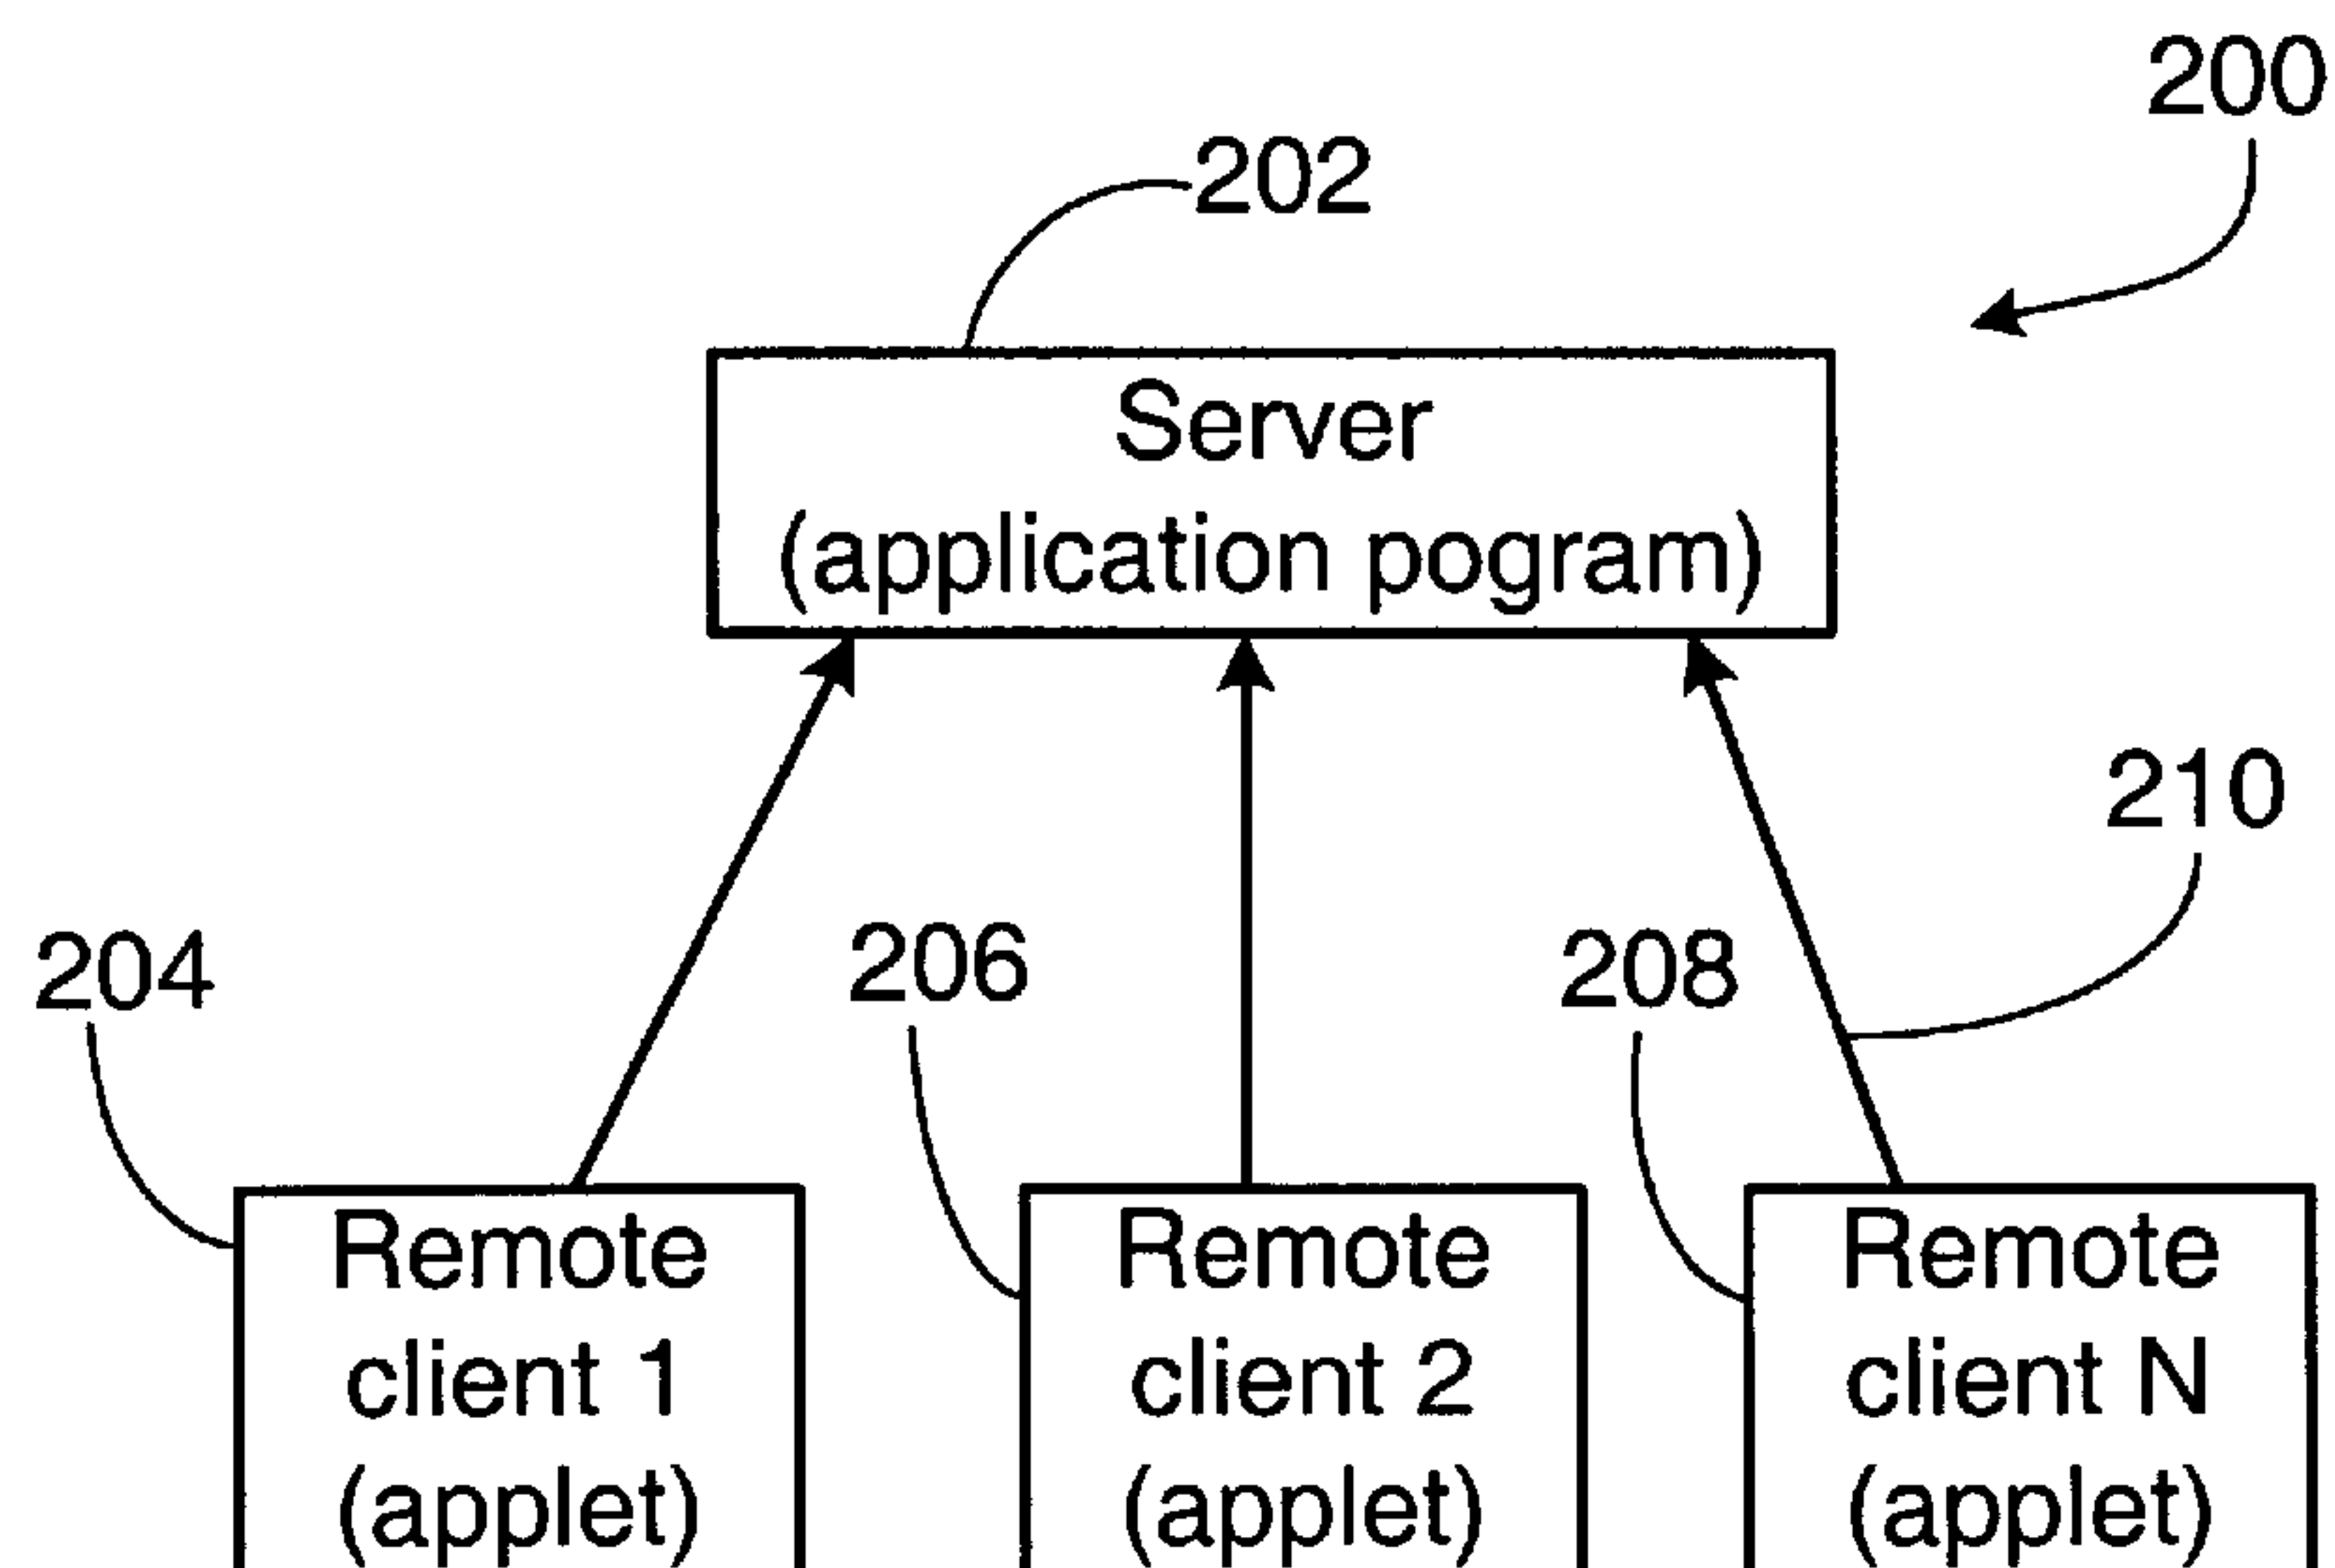 200
202
Server
(application pogram)
210
204
206
208
Remote
client 1
(applet)
Remote
client 2
(applet)
Remote
client N
(applet)